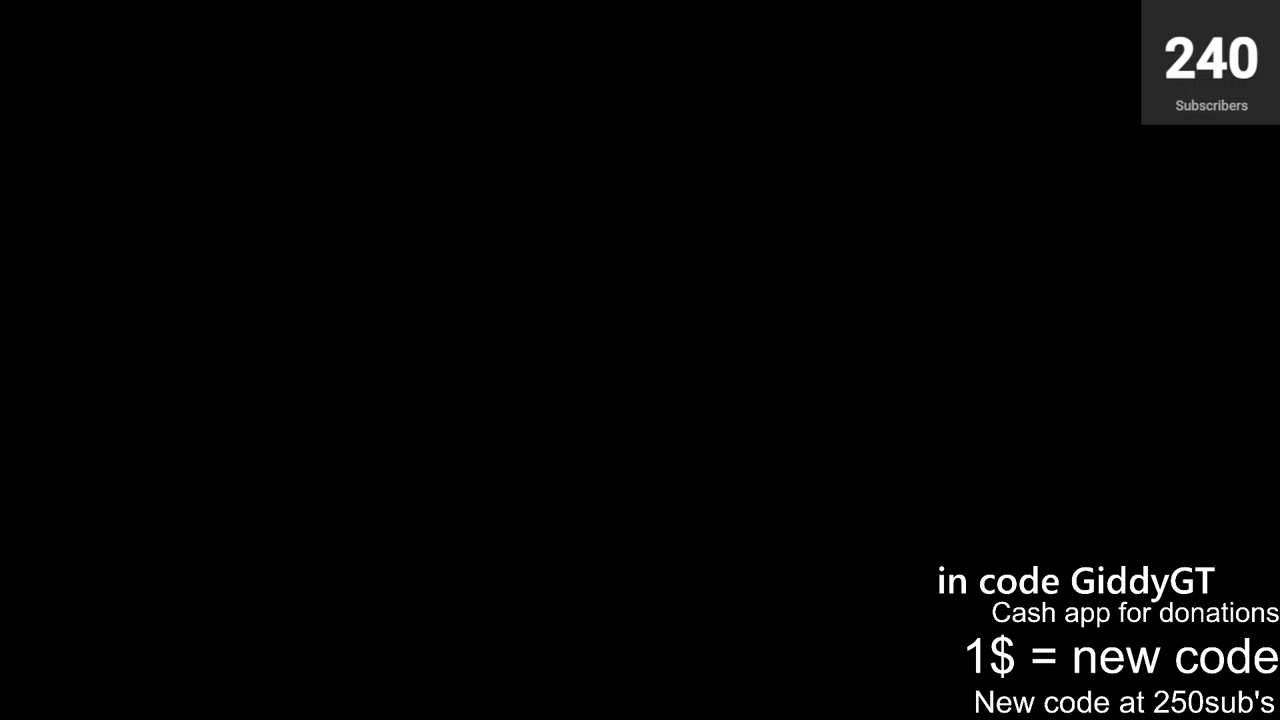 240
Subscribers
in code GiddyGT
Cash app for donations
1$ = new code
New code at 250sub's